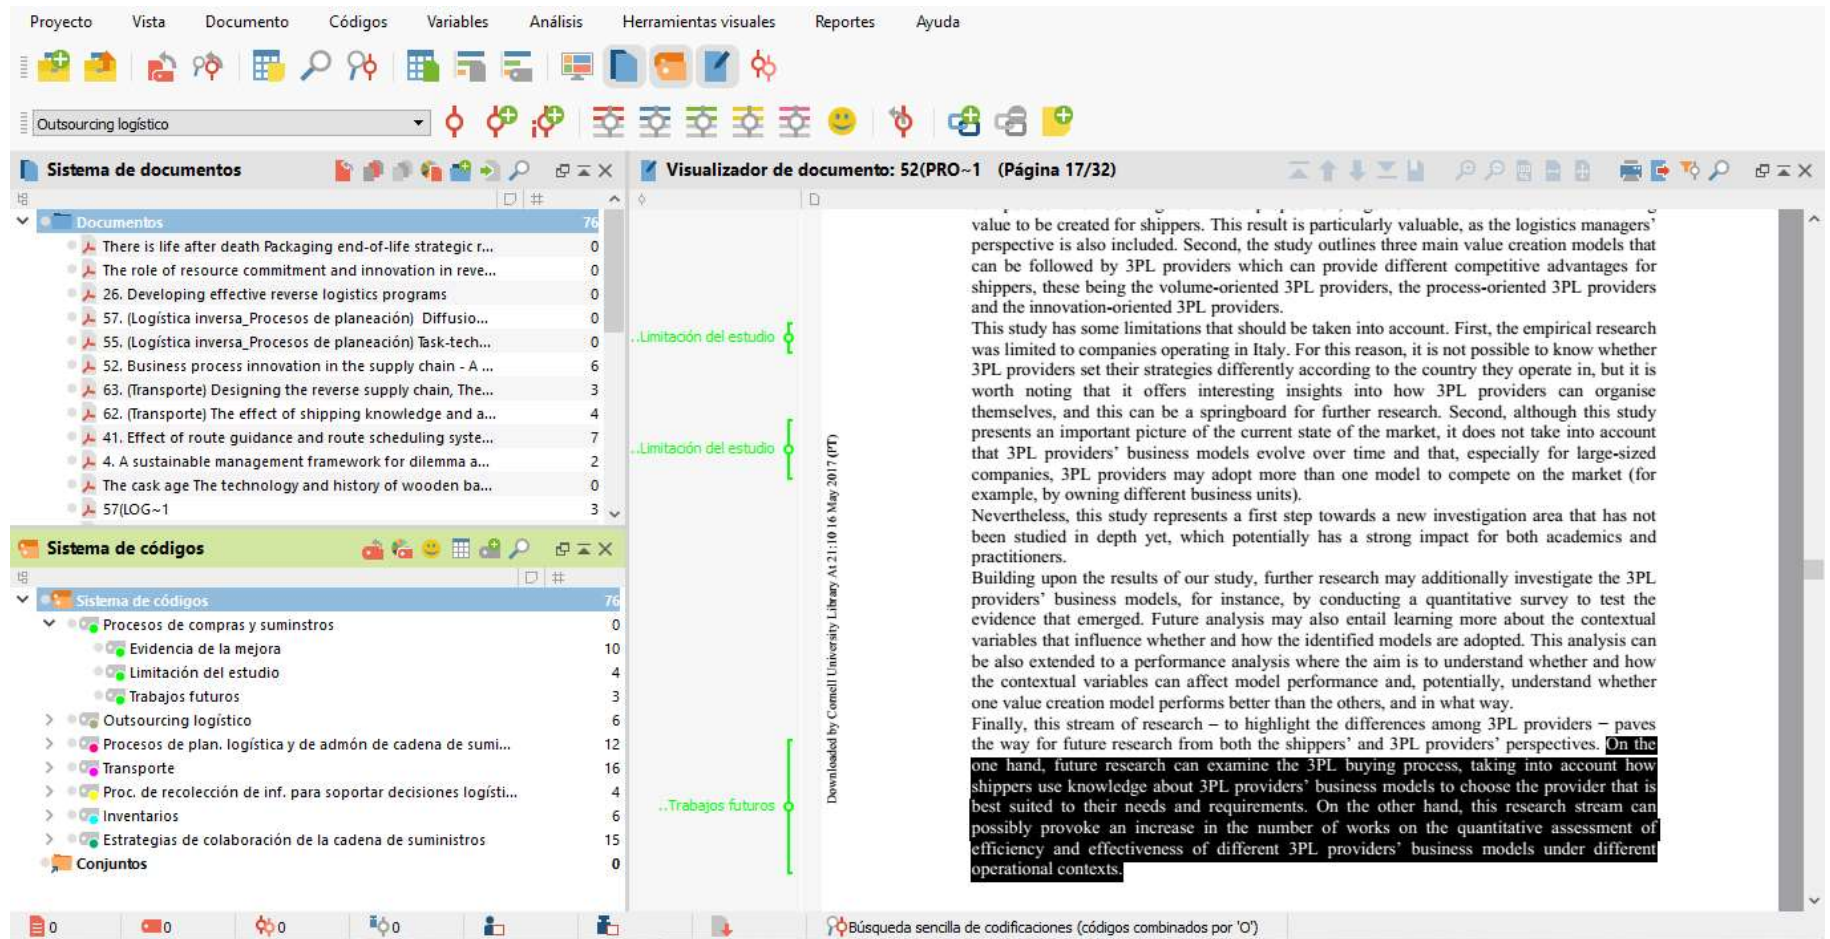 Proyecto Vista Documento Códigos Variables Análisis Herramientas visuales Reportes Ayuda
Outsourcing logístico
Sistema de documentos
#
Documentos 76
There is life after death Packaging end-of-life strategic r... 0
The role of resource commitment and innovation in reve... 0
26. Developing effective reverse logistics programs 0
57. (Logística inversa_Procesos de planeación) Diffusio... 0
55. (Logística inversa_Procesos de planeación) Task-tech... 0
52. Business process innovation in the supply chain - A ... 6
63. (Transporte) Designing the reverse supply chain, The... 3
62. (Transporte) The effect of shipping knowledge and a... 4
41. Effect of route guidance and route scheduling syste... 7
4. A sustainable management framework for dilemma a... 2
The cask age The technology and history of wooden ba... 0
57(LOG~1 3
Sistema de códigos
#
Sistema de códigos 76
Procesos de compras y suminstros 0
Evidencia de la mejora 10
Limitación del estudio 4
Trabajos futuros 3
Outsourcing logístico 6
Procesos de plan. logística y de admón de cadena de sumi... 12
Transporte 16
Proc. de recolección de inf. para soportar decisiones logísti... 4
Inventarios 6
Estrategias de colaboración de la cadena de suministros 15
Conjuntos 0
Visualizador de documento: 52(PRO~1 (Página 17/32)
..Limitación del estudio
..Limitación del estudio
..Trabajos futuros
Downloaded by Cornell University Library At 21:10 16 May 2017 (PT)
value to be created for shippers. This result is particularly valuable, as the logistics managers'
perspective is also included. Second, the study outlines three main value creation models that
can be followed by 3PL providers which can provide different competitive advantages for
shippers, these being the volume-oriented 3PL providers, the process-oriented 3PL providers
and the innovation-oriented 3PL providers.
This study has some limitations that should be taken into account. First, the empirical research
was limited to companies operating in Italy. For this reason, it is not possible to know whether
3PL providers set their strategies differently according to the country they operate in, but it is
worth noting that it offers interesting insights into how 3PL providers can organise
themselves, and this can be a springboard for further research. Second, although this study
presents an important picture of the current state of the market, it does not take into account
that 3PL providers' business models evolve over time and that, especially for large-sized
companies, 3PL providers may adopt more than one model to compete on the market (for
example, by owning different business units).
Nevertheless, this study represents a first step towards a new investigation area that has not
been studied in depth yet, which potentially has a strong impact for both academics and
practitioners.
Building upon the results of our study, further research may additionally investigate the 3PL
providers' business models, for instance, by conducting a quantitative survey to test the
evidence that emerged. Future analysis may also entail learning more about the contextual
variables that influence whether and how the identified models are adopted. This analysis can
be also extended to a performance analysis where the aim is to understand whether and how
the contextual variables can affect model performance and, potentially, understand whether
one value creation model performs better than the others, and in what way.
Finally, this stream of research – to highlight the differences among 3PL providers – paves
the way for future research from both the shippers' and 3PL providers' perspectives. On the
one hand, future research can examine the 3PL buying process, taking into account how
shippers use knowledge about 3PL providers' business models to choose the provider that is
best suited to their needs and requirements. On the other hand, this research stream can
possibly provoke an increase in the number of works on the quantitative assessment of
efficiency and effectiveness of different 3PL providers' business models under different
operational contexts.
0 0 0 0 Búsqueda sencilla de codificaciones (códigos combinados por 'O')